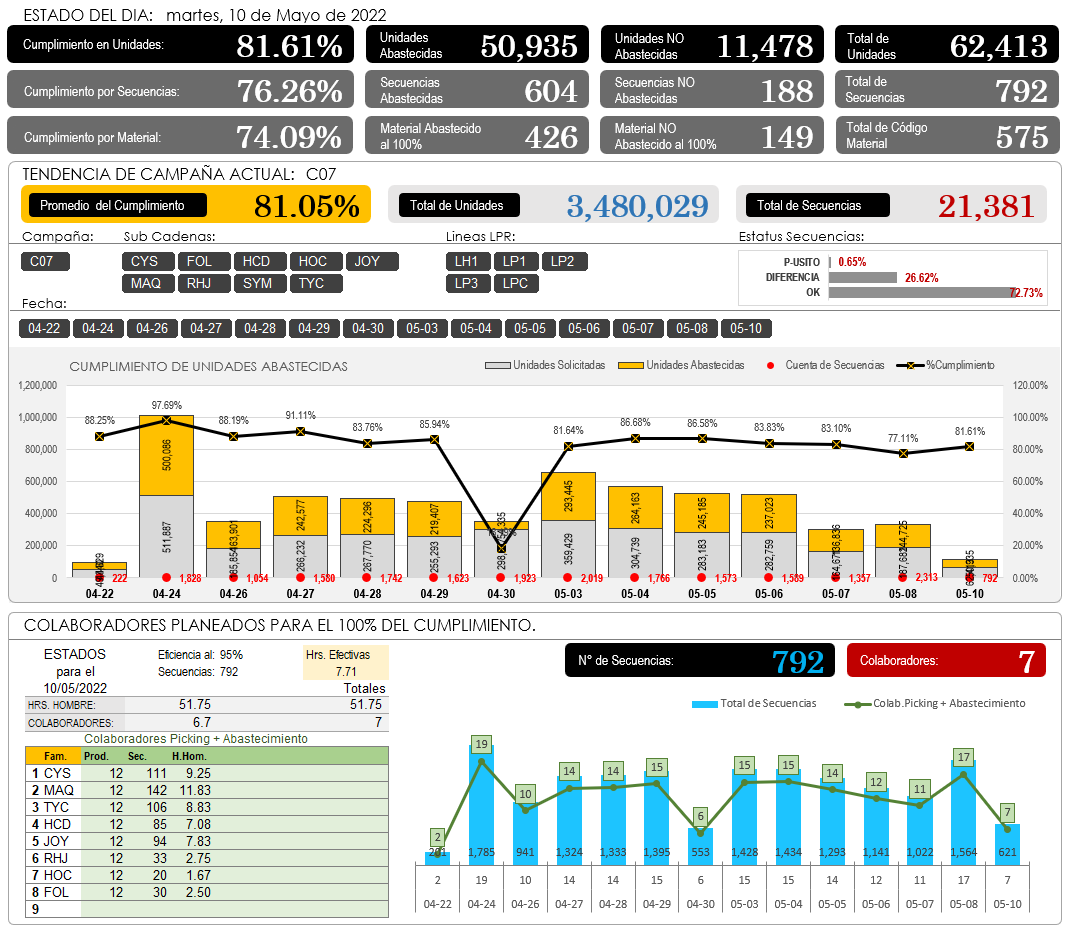 ESTADO DEL DIA: martes, 10 de Mayo de 2022
Cumplimiento en Unidades: 81.61%
Unidades Abastecidas 50,935
Unidades NO Abastecidas 11,478
Total de Unidades 62,413
Cumplimiento por Secuencias: 76.26%
Secuencias Abastecidas 604
Secuencias NO Abastecidas 188
Total de Secuencias 792
Cumplimiento por Material: 74.09%
Material Abastecido al 100% 426
Material NO Abastecido al 100% 149
Total de Código Material 575
TENDENCIA DE CAMPAÑA ACTUAL: C07
Promedio del Cumplimiento 81.05%
Total de Unidades 3,480,029
Total de Secuencias 21,381
Campaña: Sub Cadenas: Lineas LPR: Estatus Secuencias:
C07 CYS FOL HCD HOC JOY LH1 LP1 LP2
MAQ RHJ SYM TYC LP3 LPC
P-USITO 0.65%
DIFERENCIA 26.62%
OK 72.73%
Fecha:
04-22 04-24 04-26 04-27 04-28 04-29 04-30 05-03 05-04 05-05 05-06 05-07 05-08 05-10
CUMPLIMIENTO DE UNIDADES ABASTECIDAS
Unidades Solicitadas Unidades Abastecidas Cuenta de Secuencias %Cumplimiento
1,200,000 1,000,000 800,000 600,000 400,000 200,000 0
120.00% 100.00% 80.00% 60.00% 40.00% 20.00% 0.00%
88.25% 97.69% 88.19% 91.11% 83.76% 85.94% 81.64% 86.68% 86.58% 83.83% 83.10% 77.11% 81.61%
500,086 242,577 224,296 219,407 293,445 264,163 245,185 237,023
511,887 266,232 267,770 255,293 359,429 304,739 283,183 282,759
222 1,828 1,054 1,580 1,742 1,623 1,923 2,019 1,766 1,573 1,589 1,357 2,313 792
04-22 04-24 04-26 04-27 04-28 04-29 04-30 05-03 05-04 05-05 05-06 05-07 05-08 05-10
COLABORADORES PLANEADOS PARA EL 100% DEL CUMPLIMIENTO.
ESTADOS para el 10/05/2022
Eficiencia al: 95%
Secuencias: 792
Hrs. Efectivas
7.71
Totales
HRS. HOMBRE: 51.75 51.75
COLABORADORES: 6.7 7
Colaboradores Picking + Abastecimiento
Fam. Prod. Sec. H.Hom.
1 CYS 12 111 9.25
2 MAQ 12 142 11.83
3 TYC 12 106 8.83
4 HCD 12 85 7.08
5 JOY 12 94 7.83
6 RHJ 12 33 2.75
7 HOC 12 20 1.67
8 FOL 12 30 2.50
9
N° de Secuencias: 792
Colaboradores: 7
Total de Secuencias Colab.Picking + Abastecimiento
2 19 10 14 14 15 6 15 15 14 12 11 17 7
1,785 941 1,324 1,333 1,395 553 1,428 1,434 1,293 1,141 1,022 1,564 621
2 19 10 14 14 15 6 15 15 14 12 11 17 7
04-22 04-24 04-26 04-27 04-28 04-29 04-30 05-03 05-04 05-05 05-06 05-07 05-08 05-10